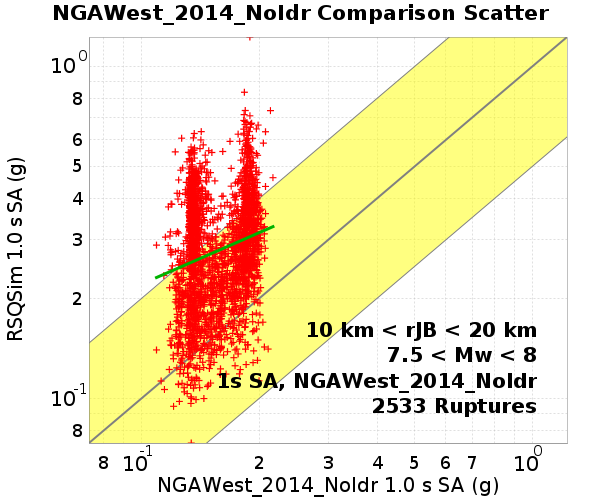 NGAWest_2014_NoIdr Comparison Scatter
RSQSim 1.0 s SA (g)
10⁰
8
6
5
4
3
2
10⁻¹
8
10 km < rJB < 20 km
7.5 < Mw < 8
1s SA, NGAWest_2014_NoIdr
2533 Ruptures
8 10⁻¹ 2 3 4 5 6 7 10⁰
NGAWest_2014_NoIdr 1.0 s SA (g)